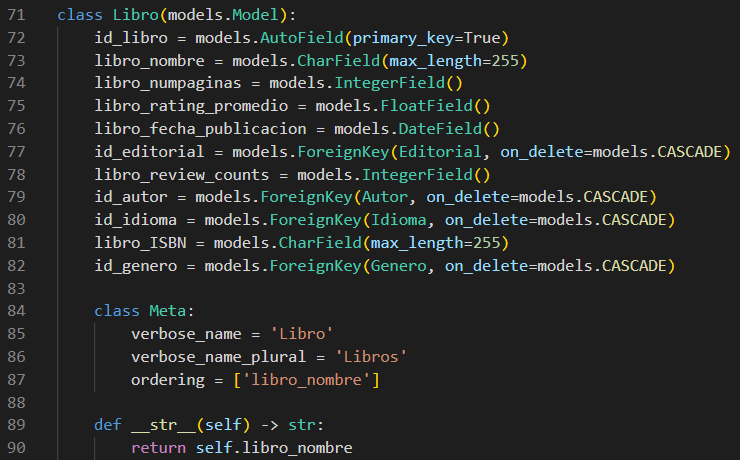 71 class Libro(models.Model):
72     id_libro = models.AutoField(primary_key=True)
73     libro_nombre = models.CharField(max_length=255)
74     libro_numpaginas = models.IntegerField()
75     libro_rating_promedio = models.FloatField()
76     libro_fecha_publicacion = models.DateField()
77     id_editorial = models.ForeignKey(Editorial, on_delete=models.CASCADE)
78     libro_review_counts = models.IntegerField()
79     id_autor = models.ForeignKey(Autor, on_delete=models.CASCADE)
80     id_idioma = models.ForeignKey(Idioma, on_delete=models.CASCADE)
81     libro_ISBN = models.CharField(max_length=255)
82     id_genero = models.ForeignKey(Genero, on_delete=models.CASCADE)
83
84     class Meta:
85         verbose_name = 'Libro'
86         verbose_name_plural = 'Libros'
87         ordering = ['libro_nombre']
88
89     def __str__(self) -> str:
90         return self.libro_nombre